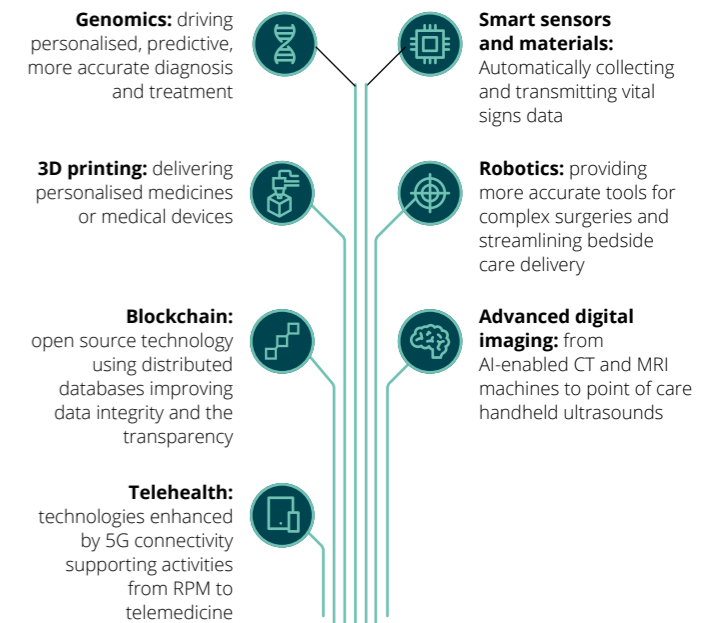 Genomics: driving
personalised, predictive,
more accurate diagnosis
and treatment
Smart sensors
and materials:
Automatically collecting
and transmitting vital
signs data
3D printing: delivering
personalised medicines
or medical devices
Robotics: providing
more accurate tools for
complex surgeries and
streamlining bedside
care delivery
Blockchain:
open source technology
using distributed
databases improving
data integrity and the
transparency
Advanced digital
imaging: from
AI-enabled CT and MRI
machines to point of care
handheld ultrasounds
Telehealth:
technologies enhanced
by 5G connectivity
supporting activities
from RPM to
telemedicine